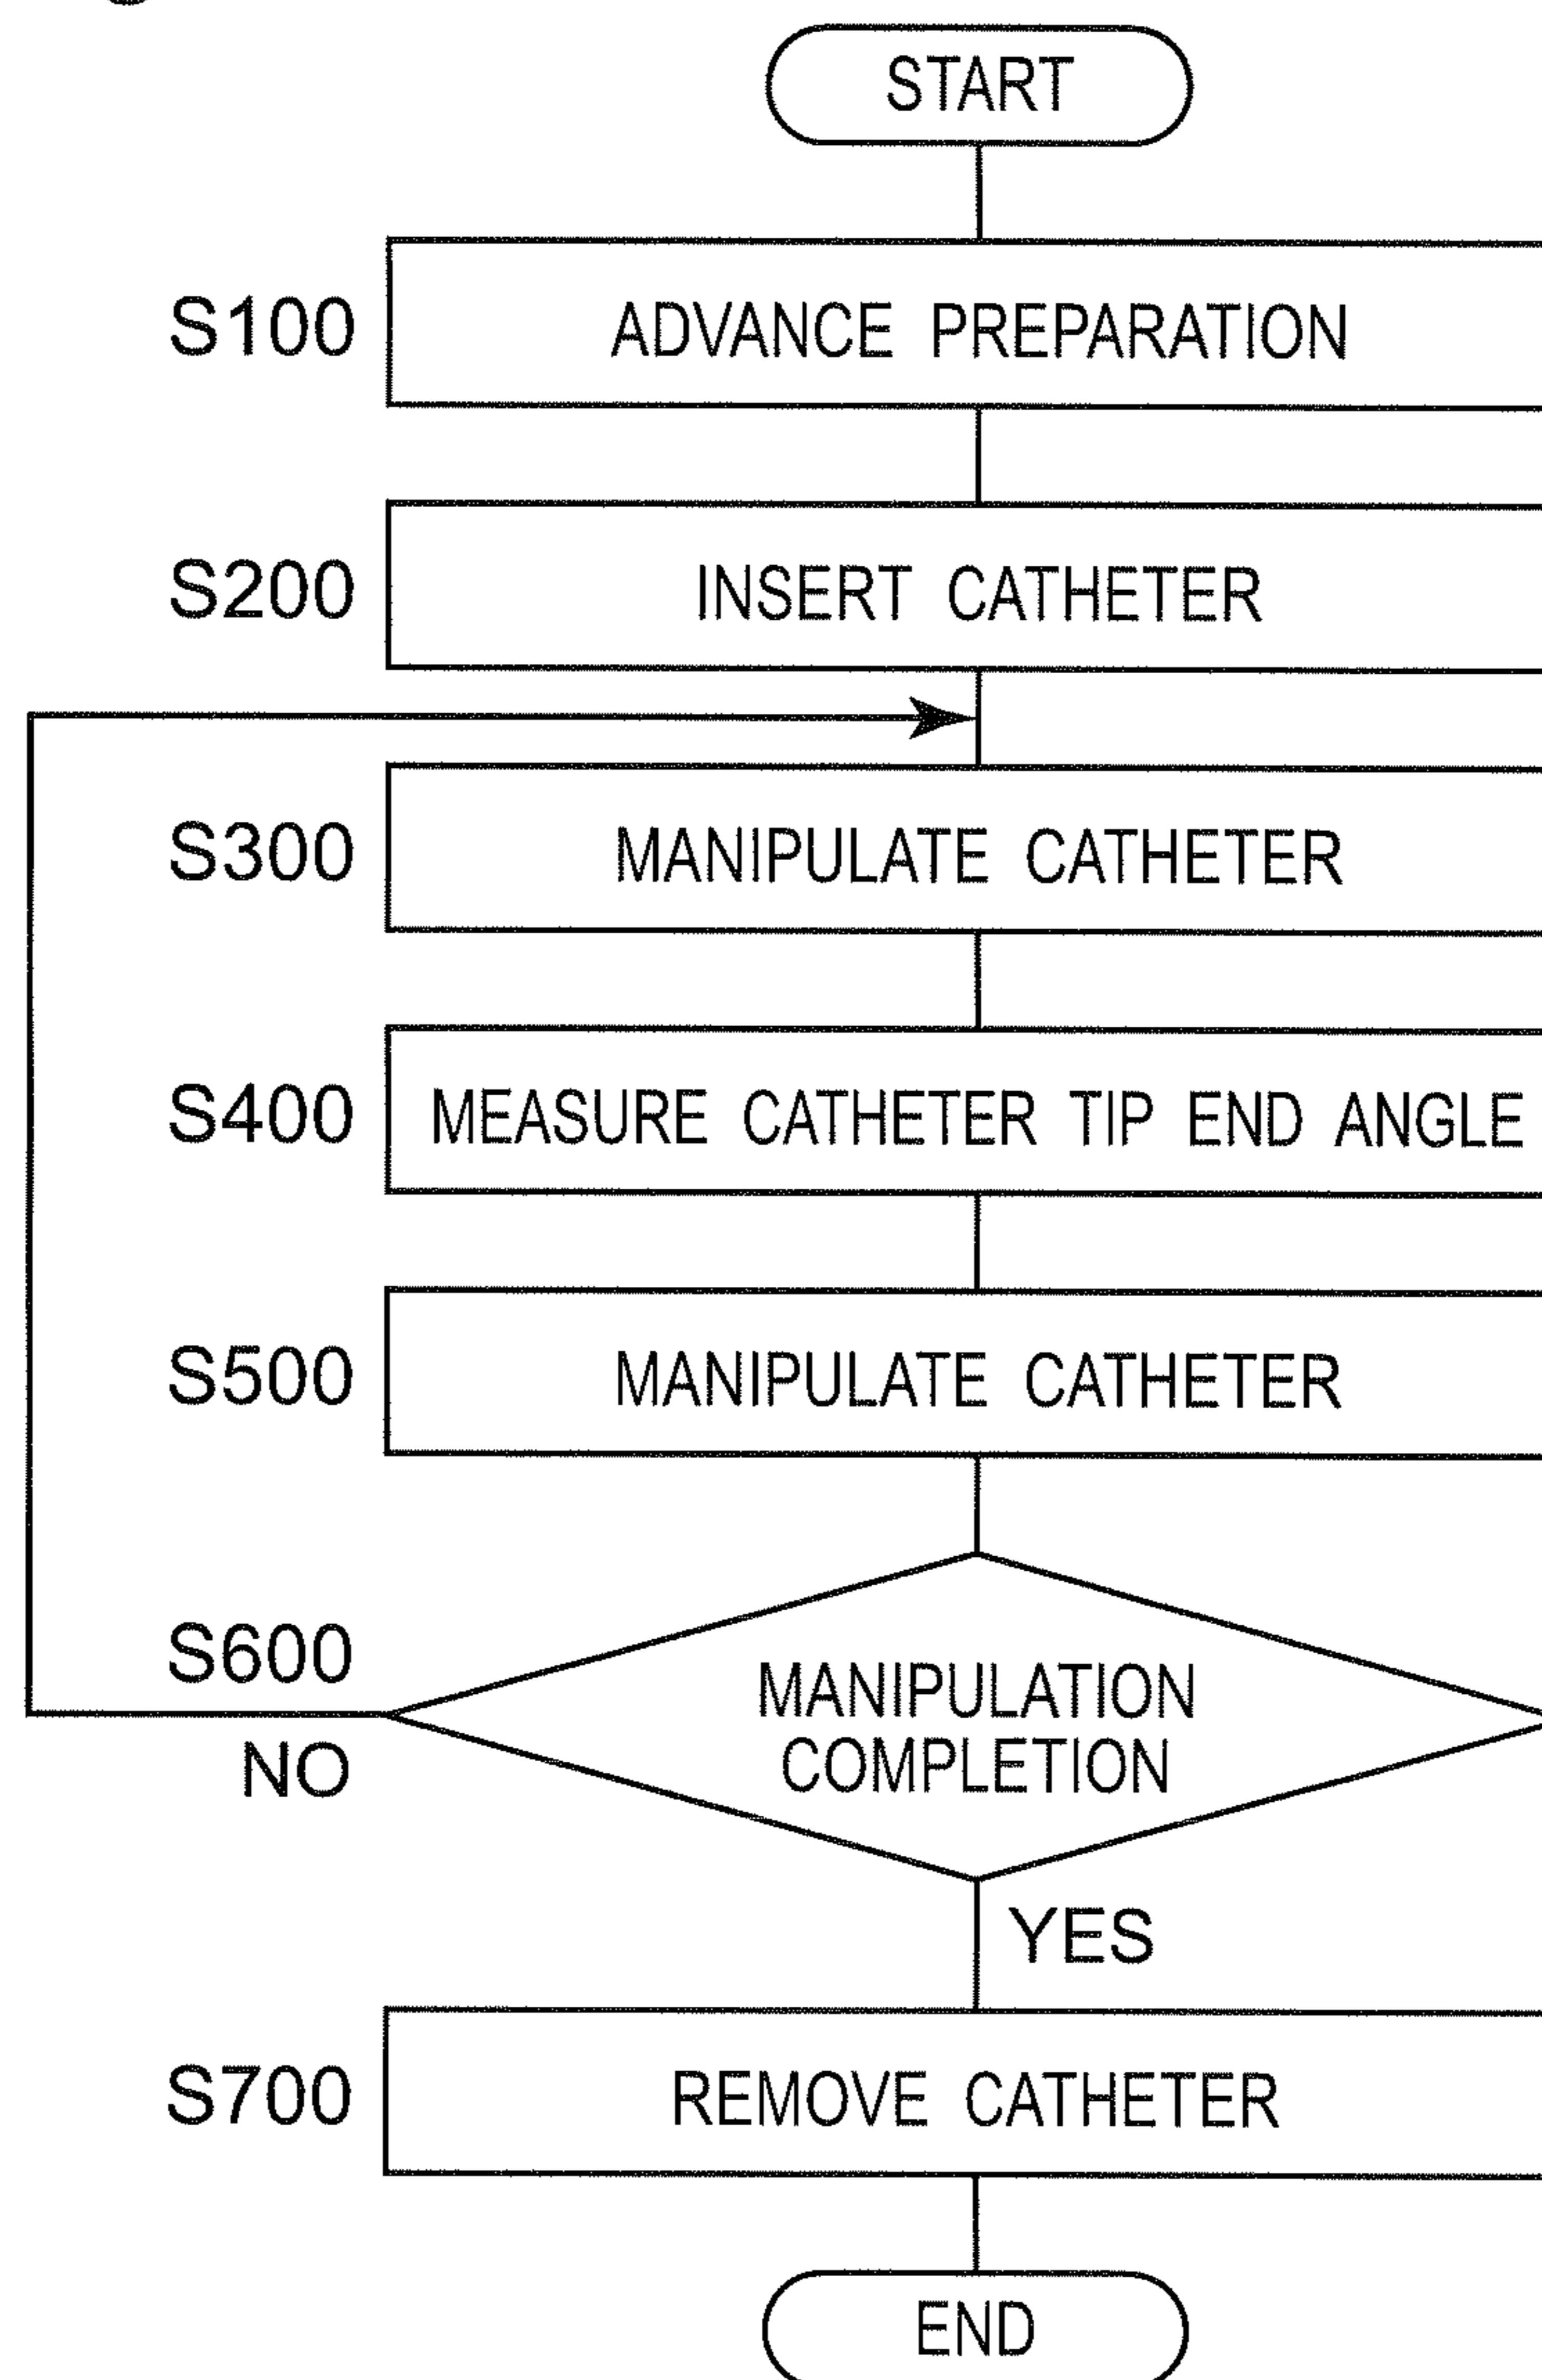 START
S100 ADVANCE PREPARATION
S200 INSERT CATHETER
S300 MANIPULATE CATHETER
S400 MEASURE CATHETER TIP END ANGLE
S500 MANIPULATE CATHETER
S600
MANIPULATION
COMPLETION
NO
YES
S700 REMOVE CATHETER
END